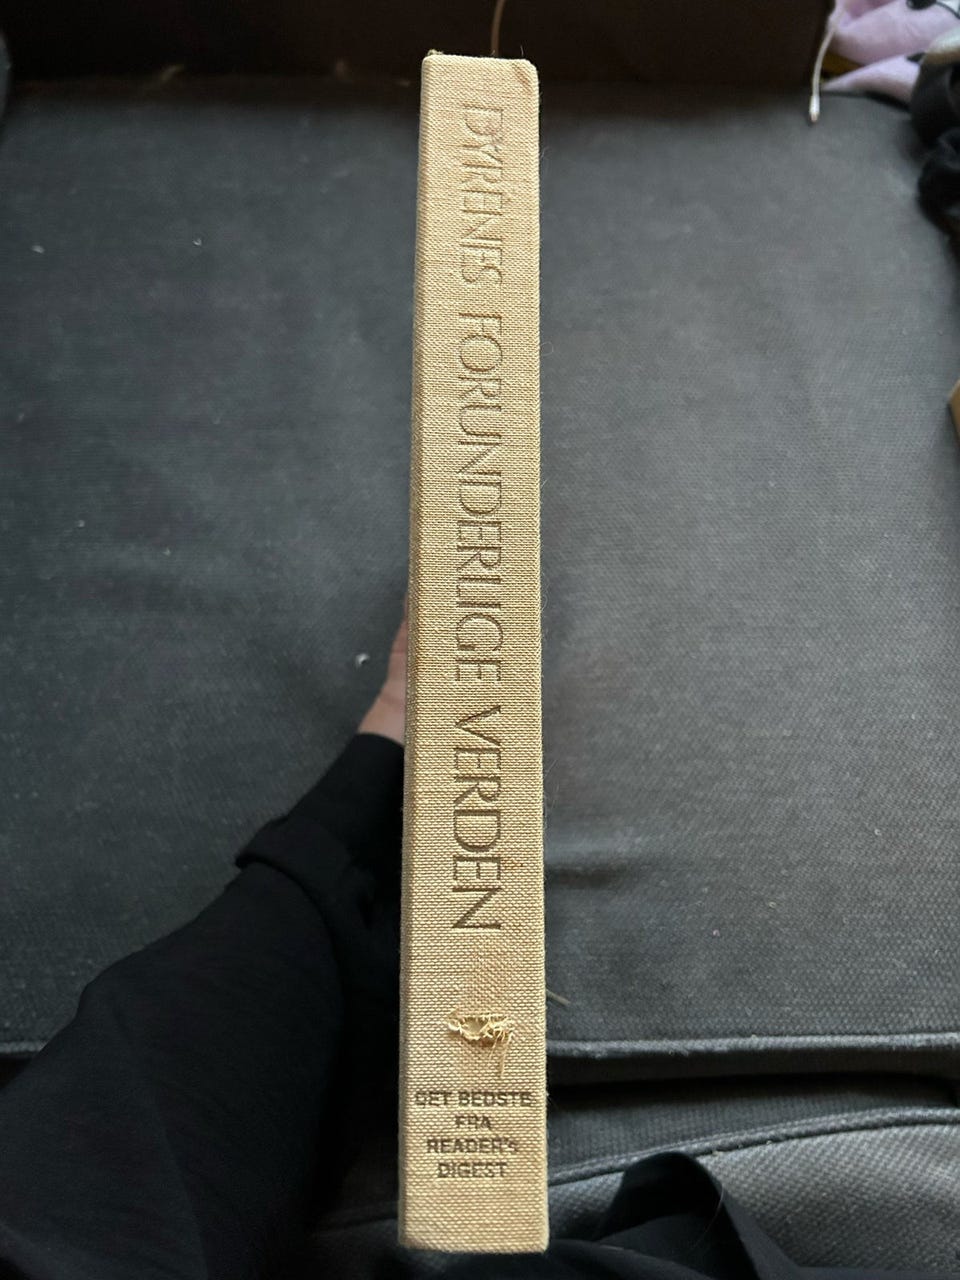 DYRENES FORUNDERLIGE VERDEN
DET BEDSTE
FRA
READER's
DIGEST